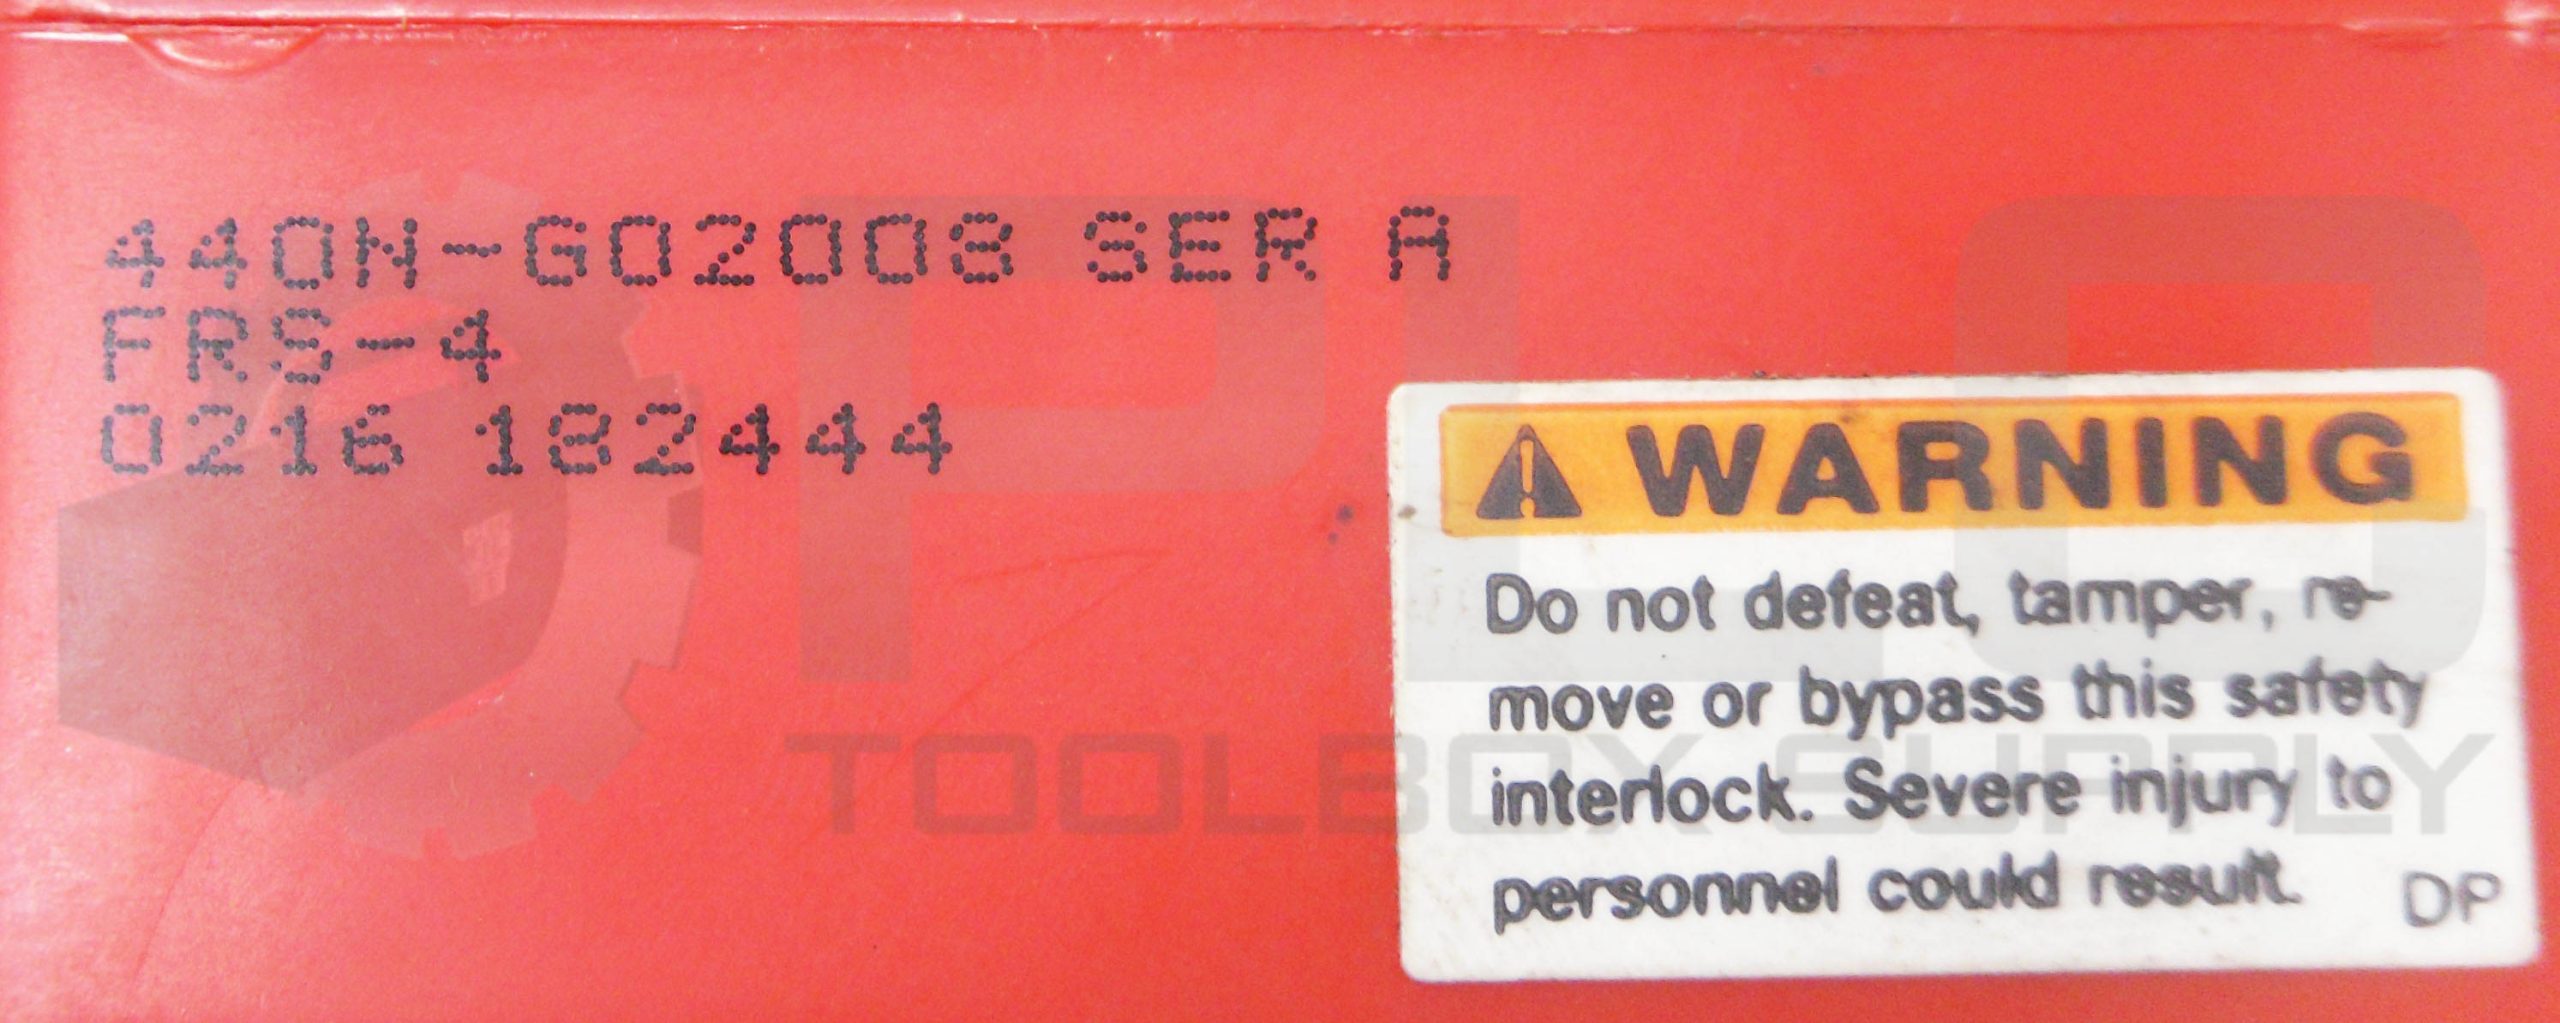 440N-G02008 SER A
FRS-4
0216 182444
WARNING
Do not defeat, tamper, re-
move or bypass this safety
interlock. Severe injury to
personnel could result.
DP
PLC
TOOLBOX SUPPLY